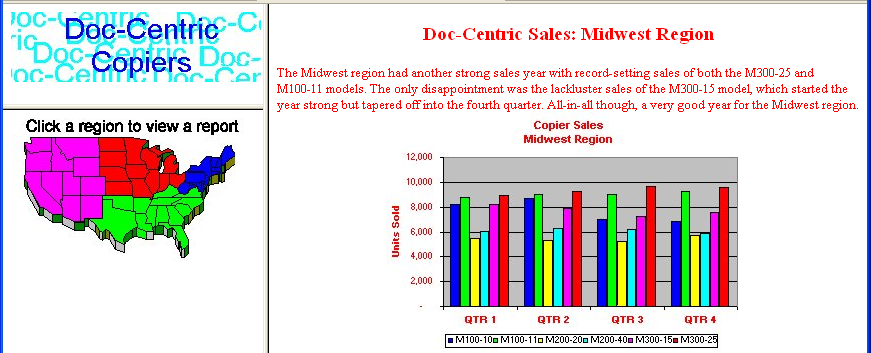 Doc-Centric
Copiers
Click a region to view a report
Doc-Centric Sales: Midwest Region
The Midwest region had another strong sales year with record-setting sales of both the M300-25 and
M100-11 models. The only disappointment was the lackluster sales of the M300-15 model, which started the
year strong but tapered off into the fourth quarter. All-in-all though, a very good year for the Midwest region.
Copier Sales
Midwest Region
Units Sold
12,000
10,000
8,000
6,000
4,000
2,000
-
QTR 1 QTR 2 QTR 3 QTR 4
M100-10 M100-11 M200-20 M200-40 M300-15 M300-25